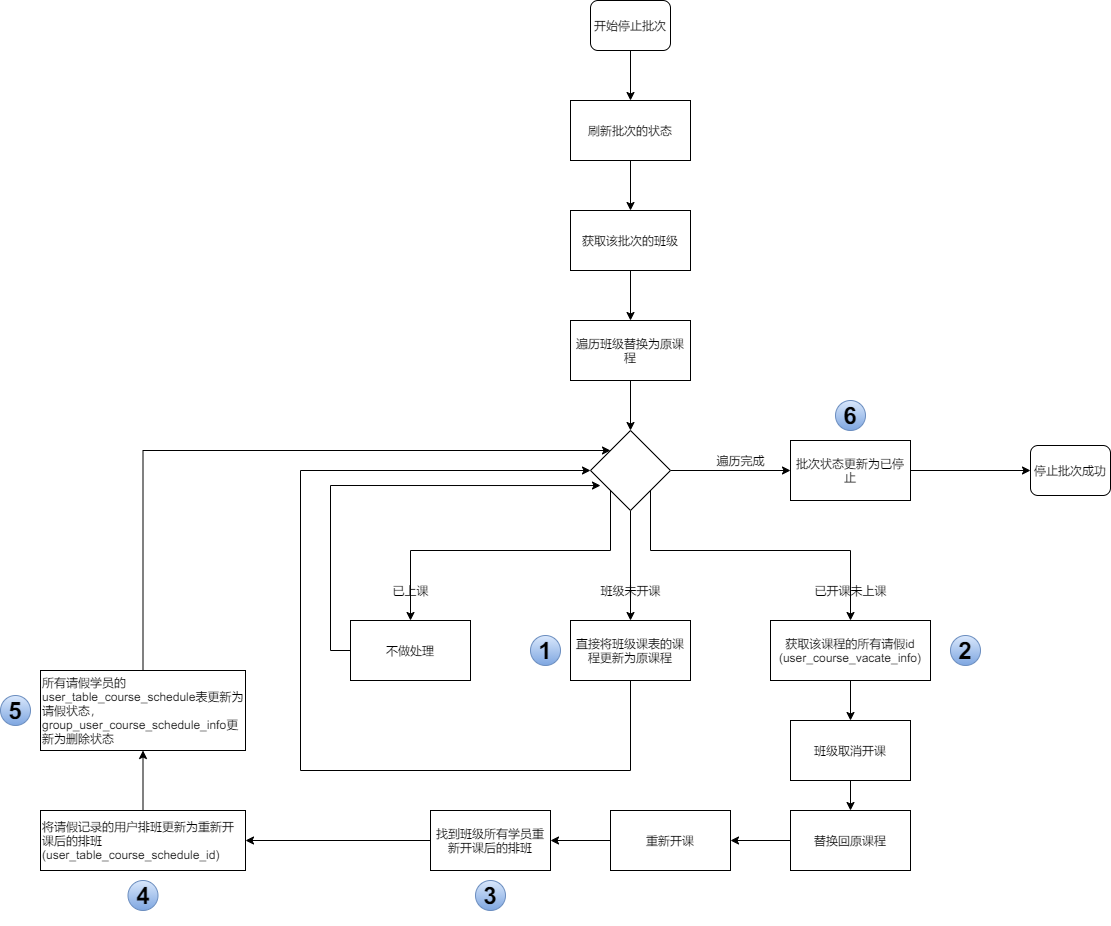 开始停止批次
刷新批次的状态
获取该批次的班级
遍历班级替换为原课
程
6
遍历完成
批次状态更新为已停
止
停止批次成功
已上课
班级未开课
已开课未上课
不做处理
1
直接将班级课表的课
程更新为原课程
获取该课程的所有请假id
(user_course_vacate_info)
2
5
所有请假学员的
user_table_course_schedule表更新为
请假状态，
group_user_course_schedule_info更
新为删除状态
班级取消开课
将请假记录的用户排班更新为重新开
课后的排班
(user_table_course_schedule_id)
找到班级所有学员重
新开课后的排班
重新开课
替换回原课程
4
3